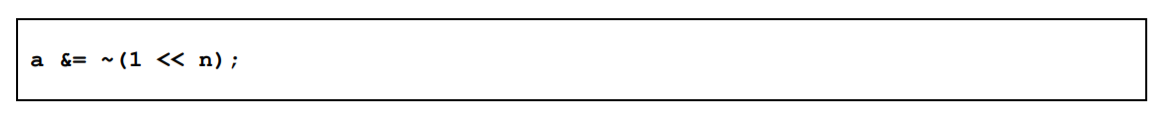 a &= ~(1 << n);